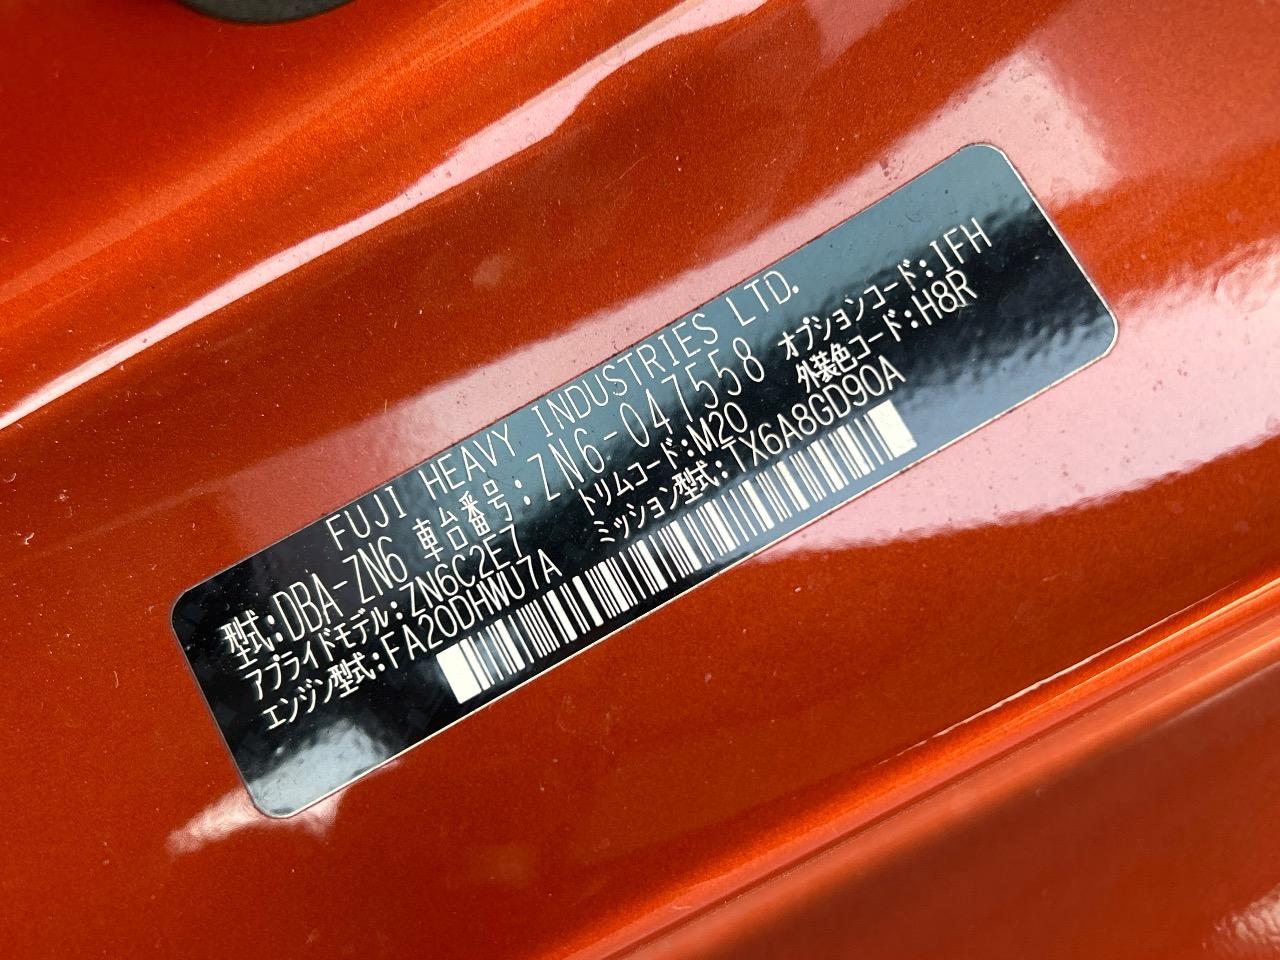 FUJI HEAVY INDUSTRIES LTD.
型式:DBA-ZN6 車台番号:ZN6-047558
アプライドモデル:ZN6C2E7 トリムコード:M20 オプションコード:IFH
エンジン型式:FA20DHWU7A ミッション型式:TX6A8GD90A 外装色コード:H8R